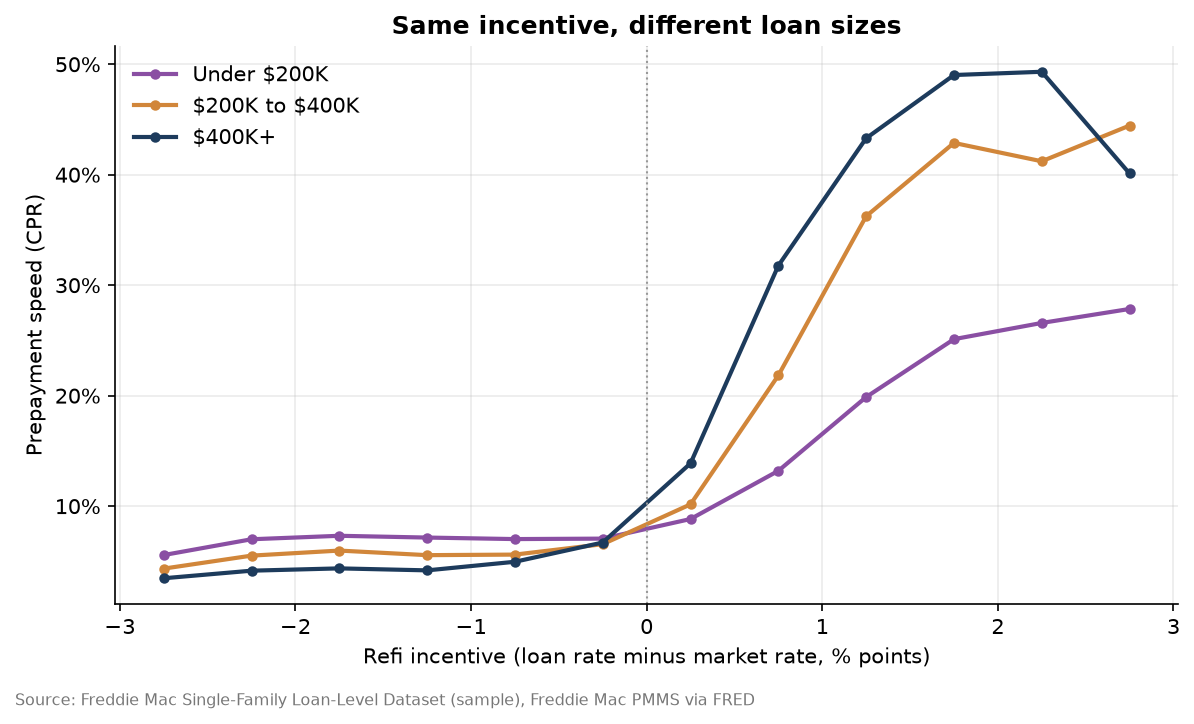 Same incentive, different loan sizes
Under $200K
$200K to $400K
$400K+
50%
40%
30%
20%
10%
Prepayment speed (CPR)
−3
−2
−1
0
1
2
3
Refi incentive (loan rate minus market rate, % points)
Source: Freddie Mac Single-Family Loan-Level Dataset (sample), Freddie Mac PMMS via FRED